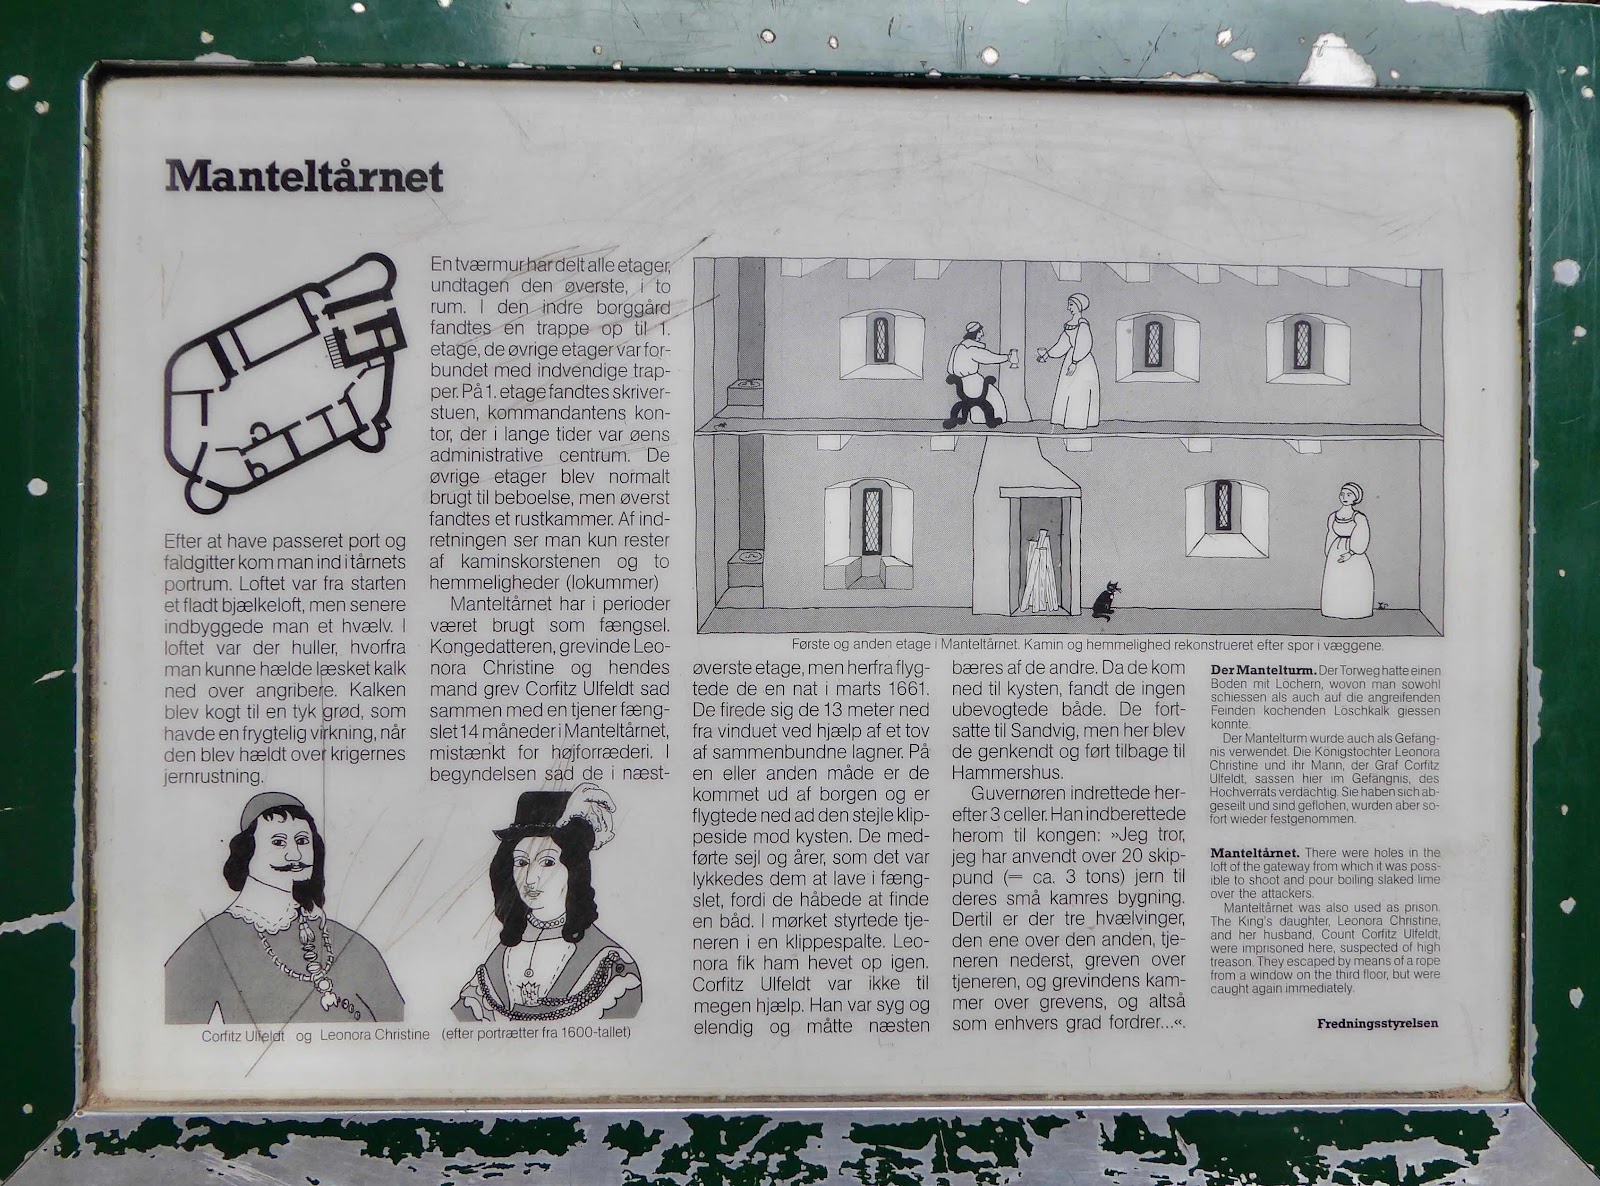 Manteltårnet
Efter at have passeret port og
faldgitter kom man ind i tårnets
portrum. Loftet var fra starten
et fladt bjælkeloft, men senere
indbyggede man et hvælv. I
loftet var der huller, hvorfra
man kunne hælde læsket kalk
ned over angribere. Kalken
blev kogt til en tyk grød, som
havde en frygtelig virkning, når
den blev hældt over krigernes
jernrustning.
En tværmur har delt alle etager,
undtagen den øverste, i to
rum. I den indre borggård
fandtes en trappe op til 1.
etage, de øvrige etager var for-
bundet med indvendige trap-
per. På 1. etage fandtes skriver-
stuen, kommandantens kon-
tor, der i lange tider var øens
administrative centrum. De
øvrige etager blev normalt
brugt til beboelse, men øverst
fandtes et rustkammer. Af ind-
retningen ser man kun rester
af kaminskorstenen og to
hemmeligheder (lokummer)
Manteltårnet har i perioder
været brugt som fængsel.
Kongedatteren, grevinde Leo-
nora Christine og hendes
mand grev Corfitz Ulfeldt sad
sammen med en tjener fæng-
slet 14 måneder i Manteltårnet,
mistænkt for højforræderi. I
begyndelsen sad de i næst-
Corfitz Ulfeldt og Leonora Christine (efter portrætter fra 1600-tallet)
Første og anden etage i Manteltårnet. Kamin og hemmelighed rekonstrueret efter spor i væggene.
øverste etage, men herfra flyg-
tede de en nat i marts 1661.
De firede sig de 13 meter ned
fra vinduet ved hjælp af et tov
af sammenbundne lagner. På
en eller anden måde er de
kommet ud af borgen og er
flygtede ned ad den stejle klip-
peside mod kysten. De med-
førte sejl og årer, som det var
lykkedes dem at lave i fæng-
slet, fordi de håbede at finde
en båd. I mørket styrtede tje-
neren i en klippespalte. Leo-
nora fik ham hevet op igen.
Corfitz Ulfeldt var ikke til
megen hjælp. Han var syg og
elendig og måtte næsten
bæres af de andre. Da de kom
ned til kysten, fandt de ingen
ubevogtede både. De fort-
satte til Sandvig, men her blev
de genkendt og ført tilbage til
Hammershus.
Guvernøren indrettede her-
efter 3 celler. Han indberettede
herom til kongen: »Jeg tror,
jeg har anvendt over 20 skip-
pund (= ca. 3 tons) jern til
deres små kamres bygning.
Dertil er der tre hvælvinger,
den ene over den anden, tje-
neren nederst, greven over
tjeneren, og grevindens kam-
mer over grevens, og altså
som enhvers grad fordrer...«.
Der Mantelturm. Der Torweg hatte einen
Boden mit Löchern, wovon man sowohl
schiessen als auch auf die angreifenden
Feinden kochenden Löschkalk giessen
konnte.
Der Mantelturm wurde auch als Gefäng-
nis verwendet. Die Königstochter Leonora
Christine und ihr Mann, der Graf Corfitz
Ulfeldt, sassen hier im Gefängnis, des
Hochverrats verdächtig. Sie haben sich ab-
geseilt und sind geflohen, wurden aber so-
fort wieder festgenommen.
Manteltårnet. There were holes in the
loft of the gateway from which it was poss-
ible to shoot and pour boiling slaked lime
over the attackers.
Manteltårnet was also used as prison.
The King's daughter, Leonora Christine,
and her husband, Count Corfitz Ulfeldt,
were imprisoned here, suspected of high
treason. They escaped by means of a rope
from a window on the third floor, but were
caught again immediately.
Fredningsstyrelsen